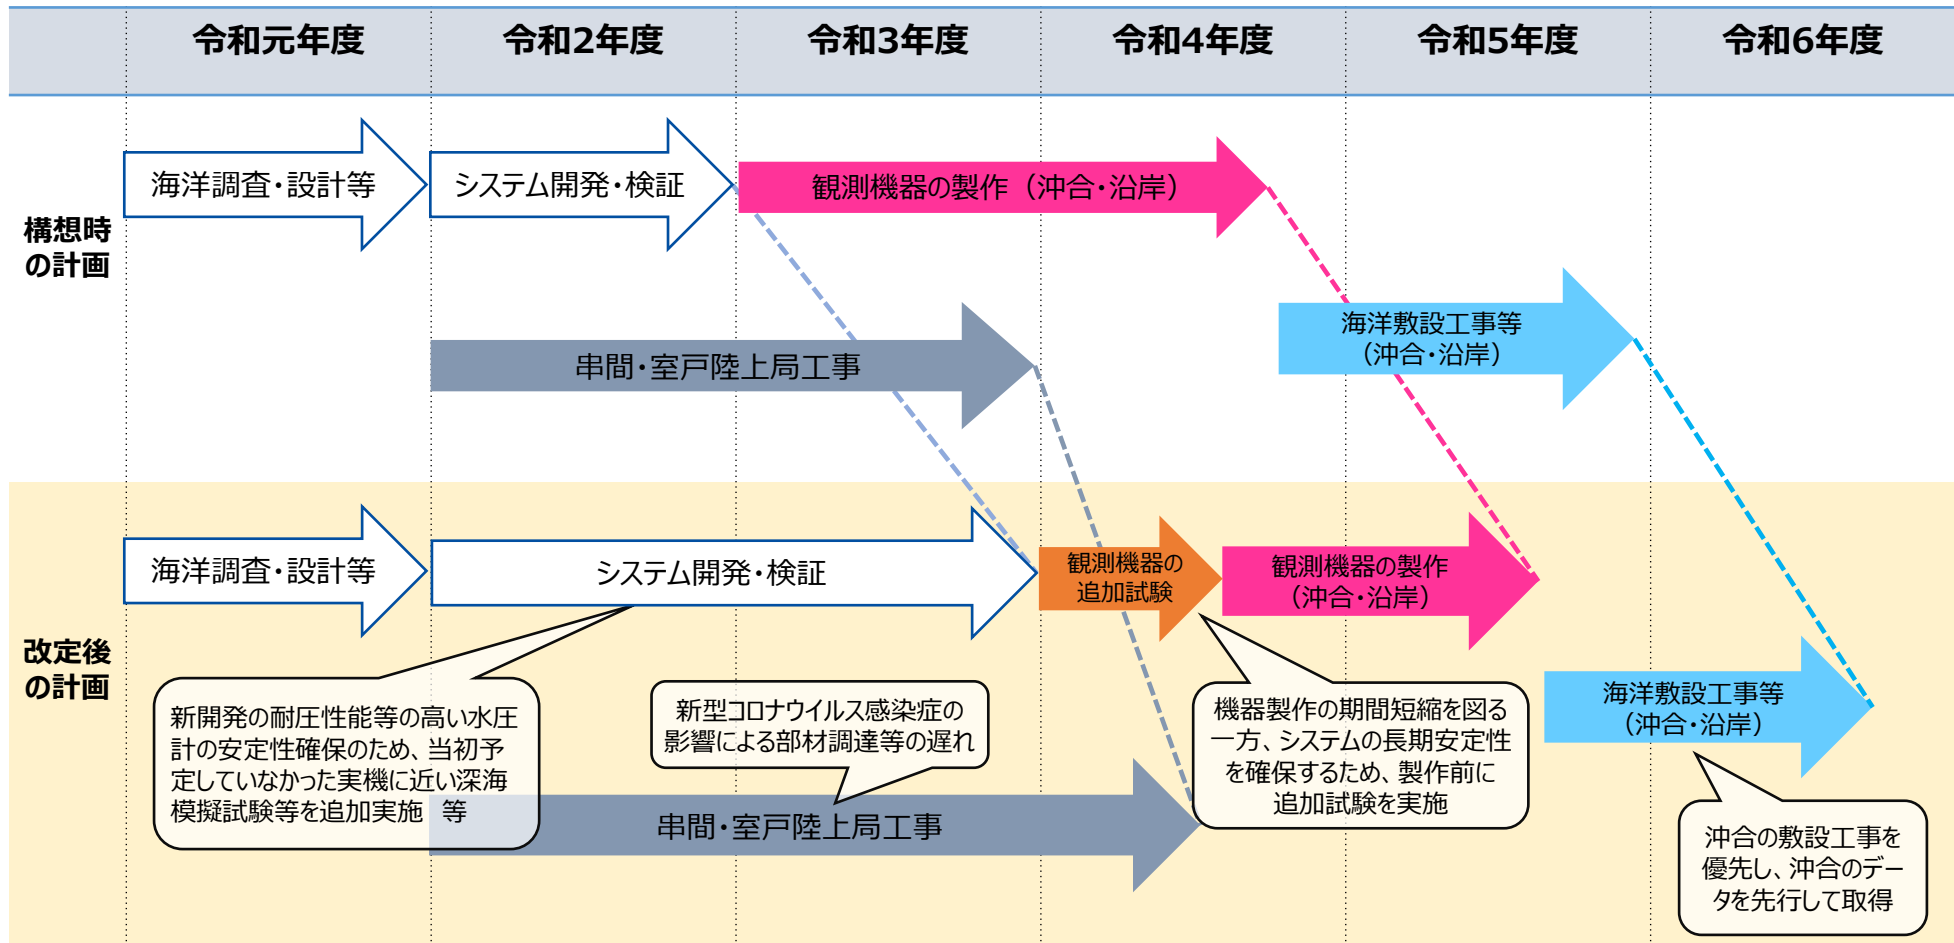 令和元年度
令和2年度
令和3年度
令和4年度
令和5年度
令和6年度
構想時
の計画
海洋調査・設計等
システム開発・検証
観測機器の製作（沖合・沿岸）
串間・室戸陸上局工事
海洋敷設工事等
（沖合・沿岸）
改定後
の計画
海洋調査・設計等
システム開発・検証
観測機器の
追加試験
観測機器の製作
（沖合・沿岸）
海洋敷設工事等
（沖合・沿岸）
新開発の耐圧性能等の高い水圧
計の安定性確保のため、当初予
定していなかった実機に近い深海
模擬試験等を追加実施　等
新型コロナウイルス感染症の
影響による部材調達等の遅れ
機器製作の期間短縮を図る
一方、システムの長期安定性
を確保するため、製作前に
追加試験を実施
串間・室戸陸上局工事
沖合の敷設工事を
優先し、沖合のデー
タを先行して取得